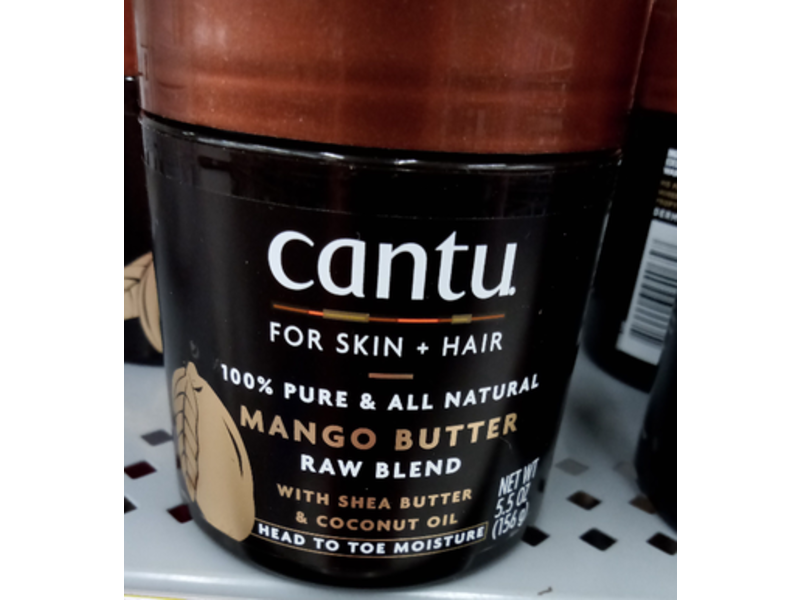 cantu.
FOR SKIN + HAIR
100% PURE & ALL NATURAL
MANGO BUTTER
RAW BLEND
WITH SHEA BUTTER
& COCONUT OIL
HEAD TO TOE MOISTURE
NET WT
5.5 OZ
(156 g)